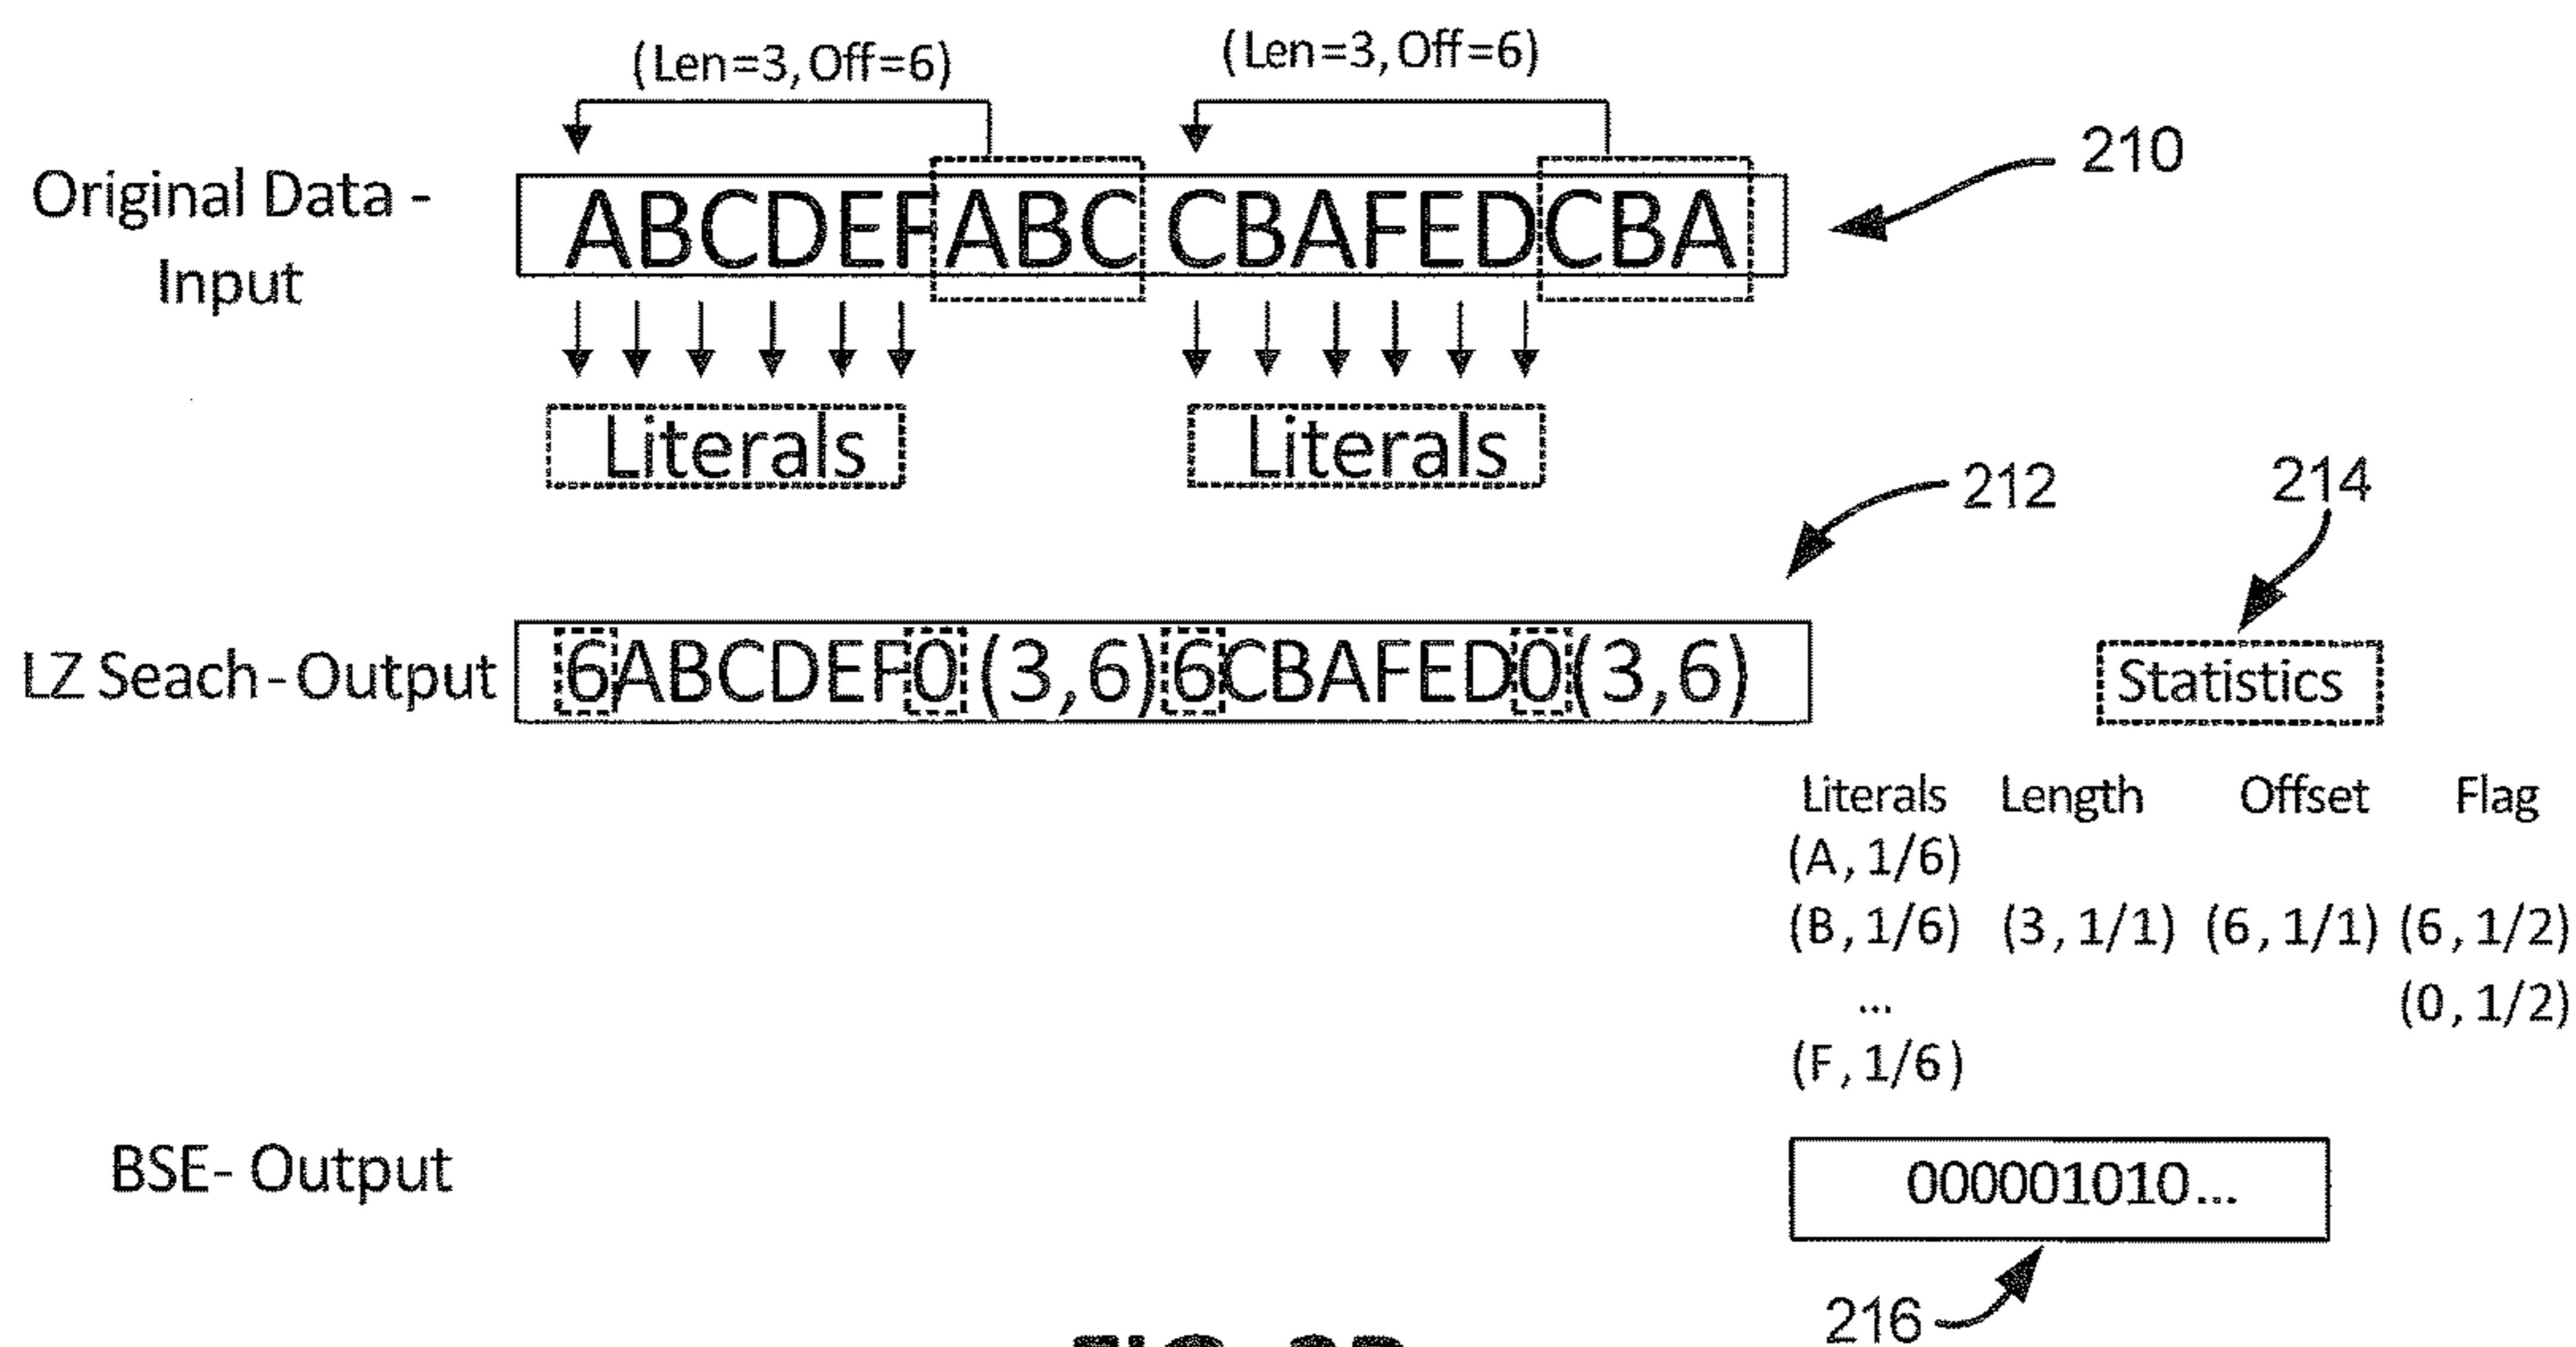 (Len=3, Off=6) (Len=3, Off=6)
210
Original Data -
Input
ABCDEFABC CBAFEDCBA
Literals Literals
212 214
LZ Seach-Output 6ABCDEF0(3,6)6CBAFED0(3,6) Statistics
Literals Length Offset Flag
(A, 1/6)
(B, 1/6) (3, 1/1) (6, 1/1) (6, 1/2)
... (0, 1/2)
(F, 1/6)
BSE- Output 000001010...
216